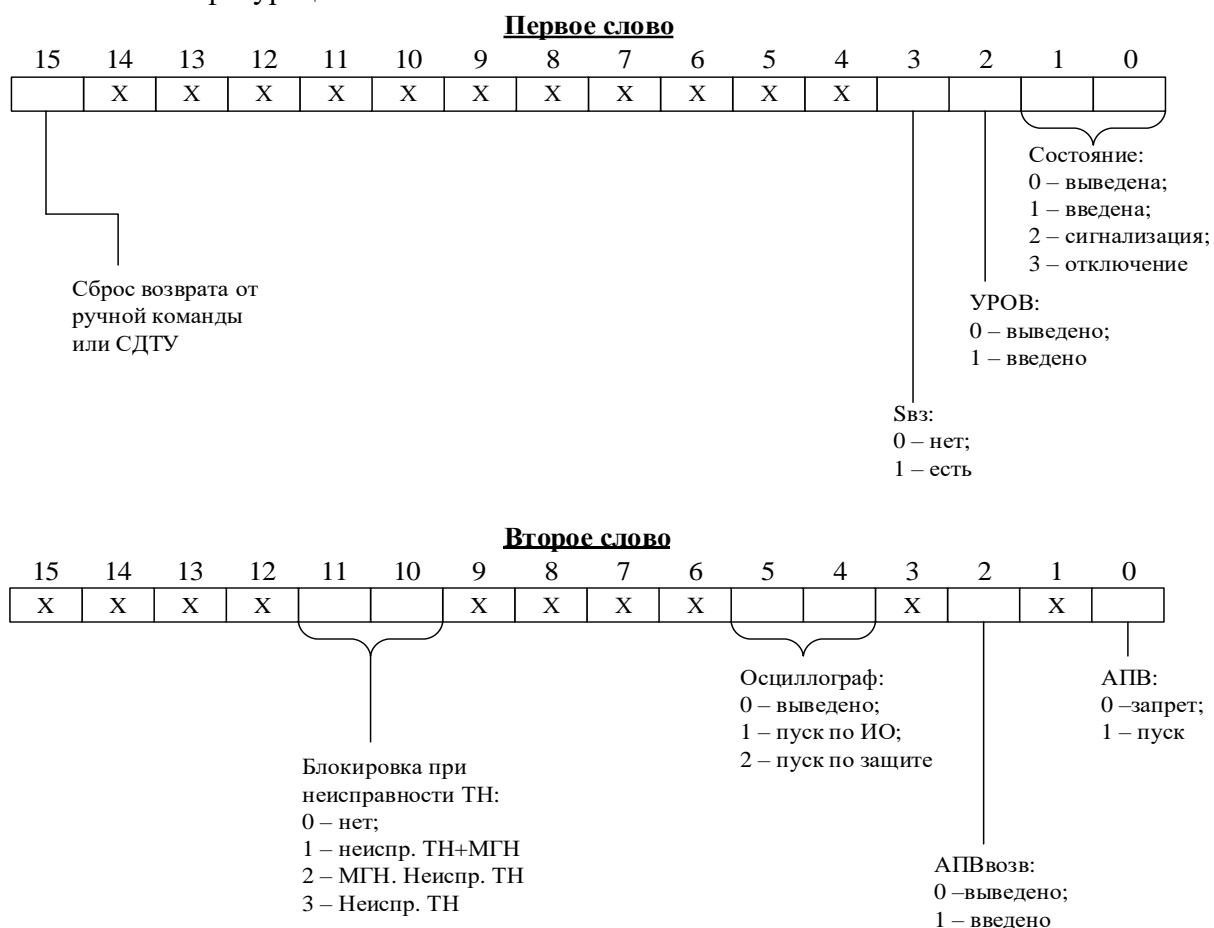 Первое слово
15 14 13 12 11 10 9 8 7 6 5 4 3 2 1 0
X X X X X X X X X X X
Состояние:
0 – выведена;
1 – введена;
2 – сигнализация;
3 – отключение
Сброс возврата от
ручной команды
или СДТУ
УРОВ:
0 – выведено;
1 – введено
Sвз:
0 – нет;
1 – есть
Второе слово
15 14 13 12 11 10 9 8 7 6 5 4 3 2 1 0
X X X X X X X X X X
Осциллограф:
0 – выведено;
1 – пуск по ИО;
2 – пуск по защите
АПВ:
0 –запрет;
1 – пуск
Блокировка при
неисправности ТН:
0 – нет;
1 – неиспр. ТН+МГН
2 – МГН. Неиспр. ТН
3 – Неиспр. ТН
АПВвозв:
0 –выведено;
1 – введено